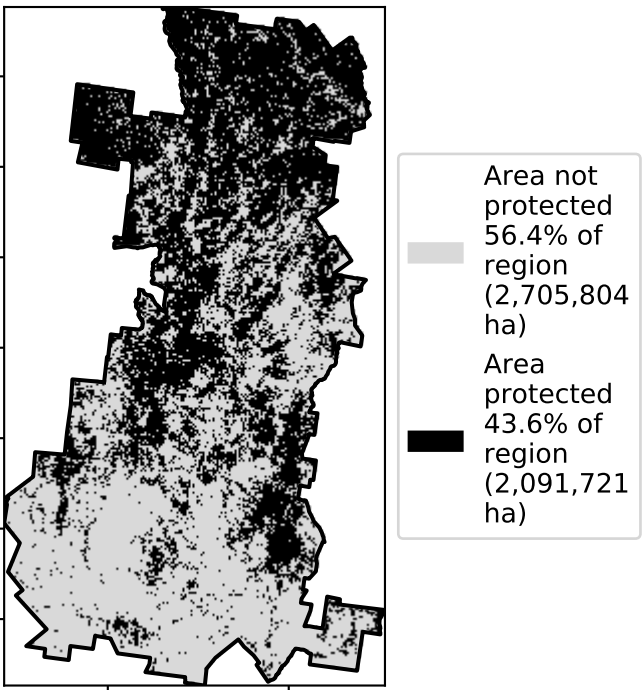 Area not
protected
56.4% of
region
(2,705,804
ha)
Area
protected
43.6% of
region
(2,091,721
ha)